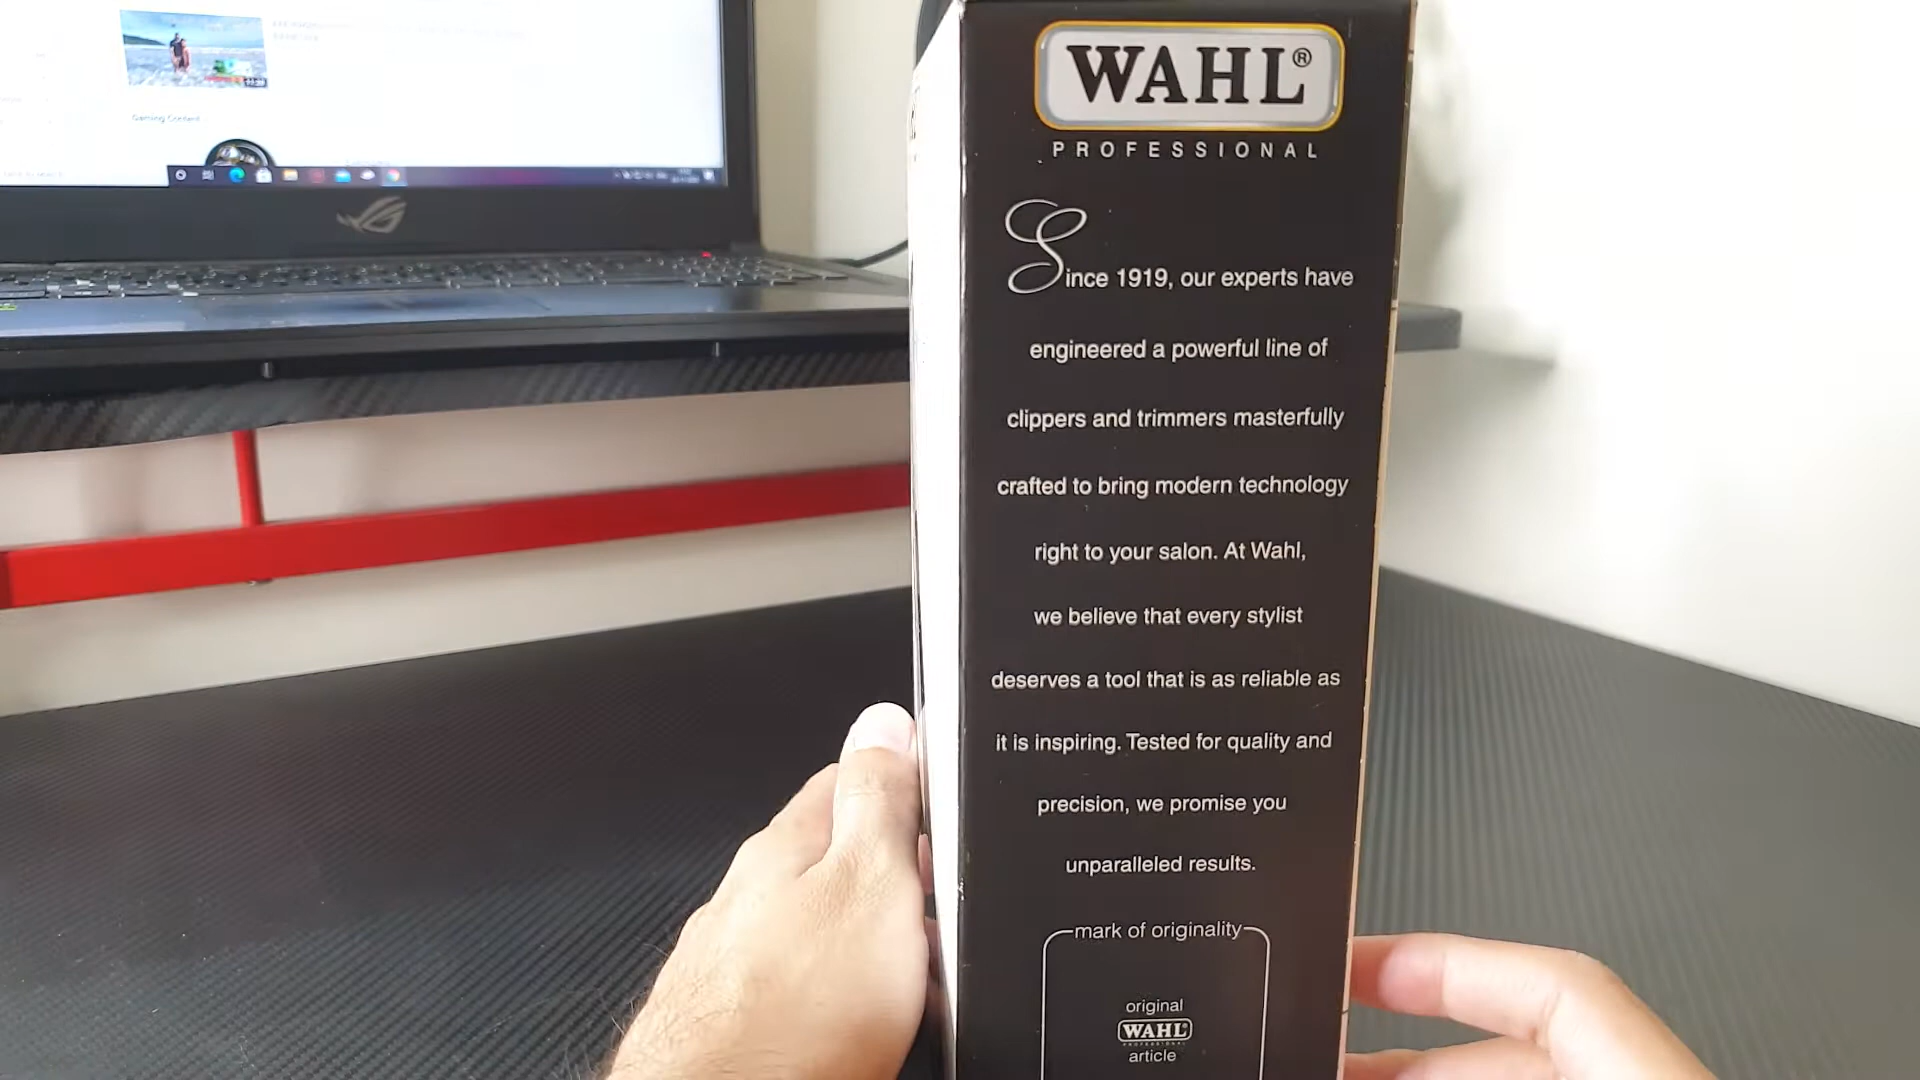 Gaming Content
WAHL®
PROFESSIONAL
Since 1919, our experts have
engineered a powerful line of
clippers and trimmers masterfully
crafted to bring modern technology
right to your salon. At Wahl,
we believe that every stylist
deserves a tool that is as reliable as
it is inspiring. Tested for quality and
precision, we promise you
unparalleled results.
mark of originality
original
WAHL
PROFESSIONAL
article